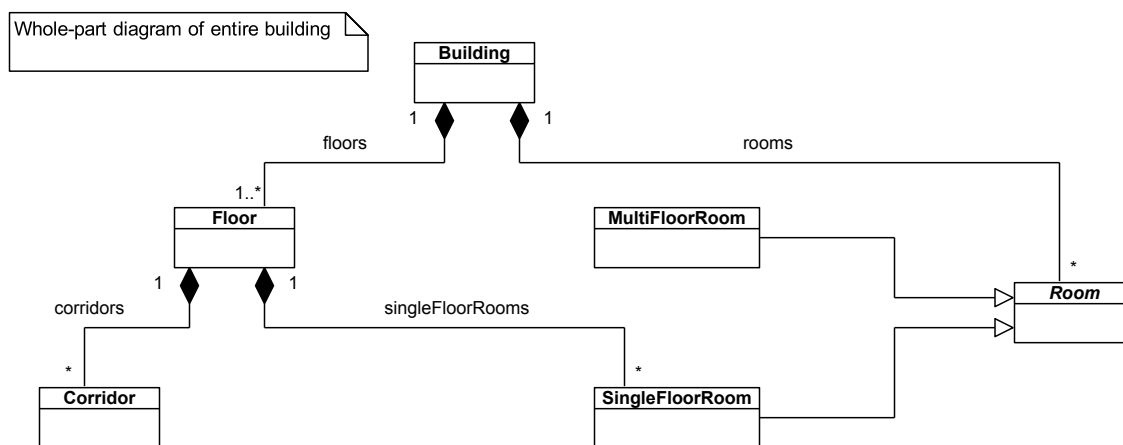 Whole-part diagram of entire building
Building
1
1
floors
rooms
1..*
Floor
MultiFloorRoom
1
1
*
corridors
singleFloorRooms
Room
*
*
Corridor
SingleFloorRoom